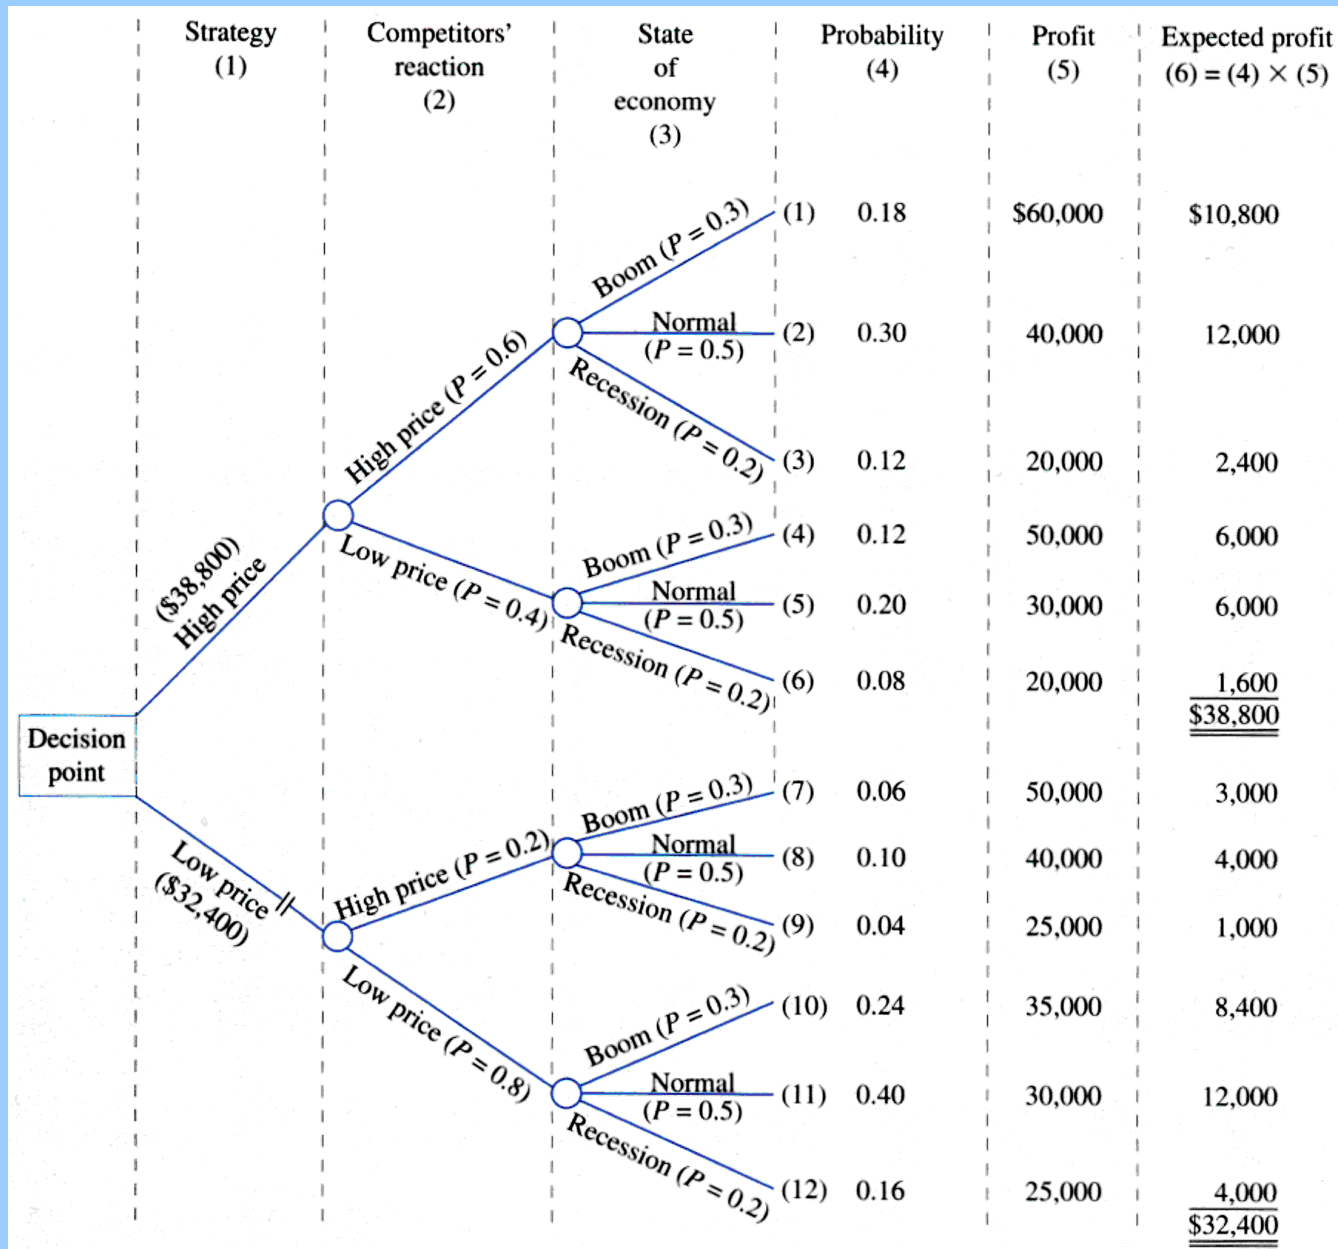 Strategy
(1)
Competitors'
reaction
(2)
State
of
economy
(3)
Probability
(4)
Profit
(5)
Expected profit
(6) = (4) × (5)
Boom (P = 0.3)
(1) 0.18 $60,000 $10,800
Normal
(P = 0.5)
(2) 0.30 40,000 12,000
Recession (P = 0.2)
(3) 0.12 20,000 2,400
High price (P = 0.6)
Boom (P = 0.3)
(4) 0.12 50,000 6,000
Low price (P = 0.4)
Normal
(P = 0.5)
(5) 0.20 30,000 6,000
Recession (P = 0.2)
(6) 0.08 20,000 1,600
$38,800
($38,800)
High price
Decision
point
Boom (P = 0.3)
(7) 0.06 50,000 3,000
Normal
(P = 0.5)
(8) 0.10 40,000 4,000
High price (P = 0.2)
Recession (P = 0.2)
(9) 0.04 25,000 1,000
Low price
($32,400)
Boom (P = 0.3)
(10) 0.24 35,000 8,400
Low price (P = 0.8)
Normal
(P = 0.5)
(11) 0.40 30,000 12,000
Recession (P = 0.2)
(12) 0.16 25,000 4,000
$32,400